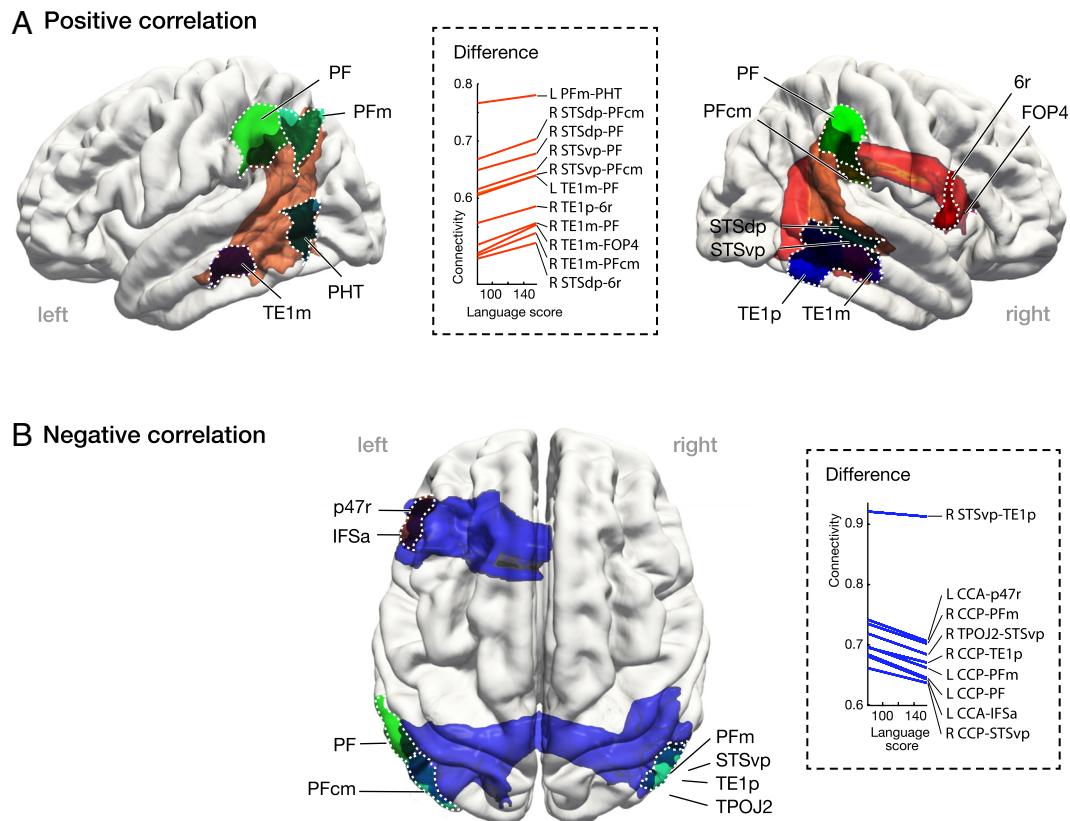 A Positive correlation
PF
PFm
PHT
TE1m
left
Difference
0.8
0.7
0.6
Connectivity
100 140
Language score
L PFm-PHT
R STSdp-PFcm
R STSdp-PF
R STSvp-PF
R STSvp-PFcm
L TE1m-PF
R TE1p-6r
R TE1m-PF
R TE1m-FOP4
R TE1m-PFcm
R STSdp-6r
PF
PFcm
6r
FOP4
STSdp
STSvp
TE1p TE1m
right
B Negative correlation
left
right
p47r
IFSa
PF
PFcm
PFm
STSvp
TE1p
TPOJ2
Difference
Connectivity
0.9
0.8
0.7
0.6
100 140
Language
score
R STSvp-TE1p
L CCA-p47r
R CCP-PFm
R TPOJ2-STSvp
R CCP-TE1p
L CCP-PFm
L CCP-PF
L CCA-IFSa
R CCP-STSvp